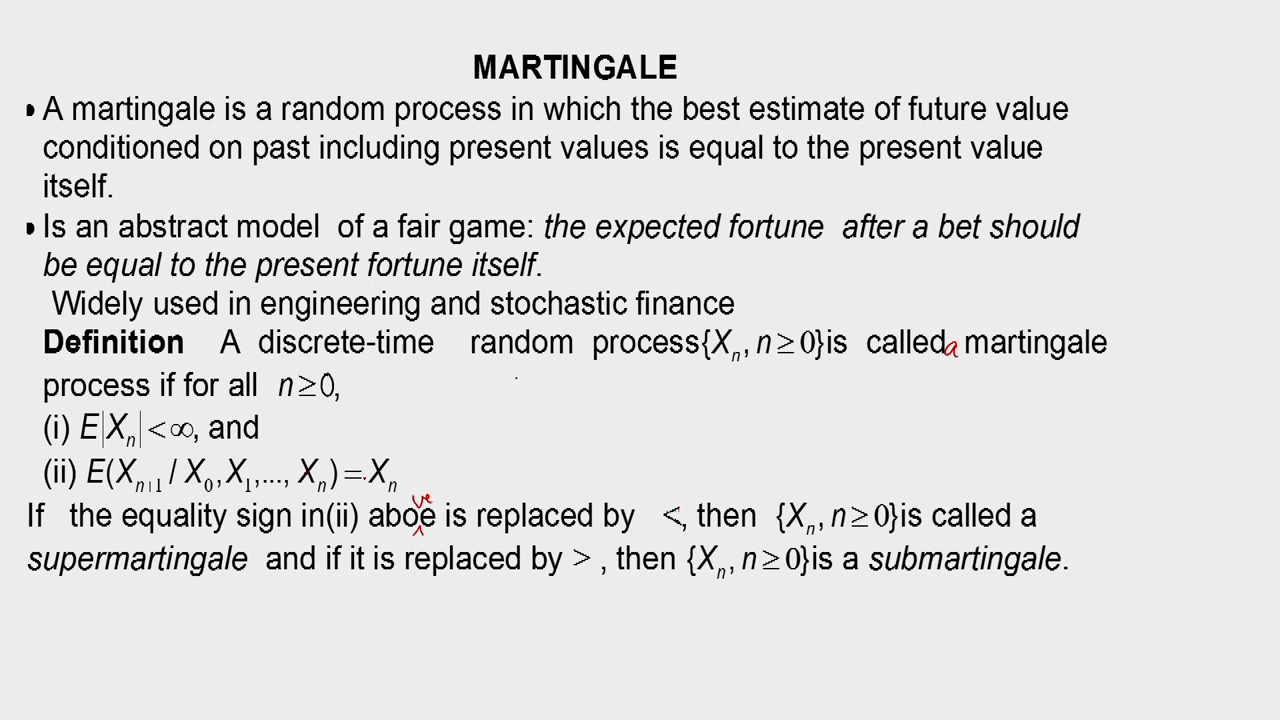 MARTINGALE
• A martingale is a random process in which the best estimate of future value
conditioned on past including present values is equal to the present value
itself.
• Is an abstract model of a fair game: the expected fortune after a bet should
be equal to the present fortune itself.
Widely used in engineering and stochastic finance
Definition A discrete-time random process{Xₙ, n ≥ 0}is called a martingale
process if for all n ≥ 0,
(i) E|Xₙ| < ∞, and
(ii) E(Xₙ₊₁ / X₀, X₁,..., Xₙ) = Xₙ
ve
If the equality sign in(ii) aboe is replaced by <, then {Xₙ, n ≥ 0}is called a
supermartingale and if it is replaced by > , then {Xₙ, n ≥ 0}is a submartingale.